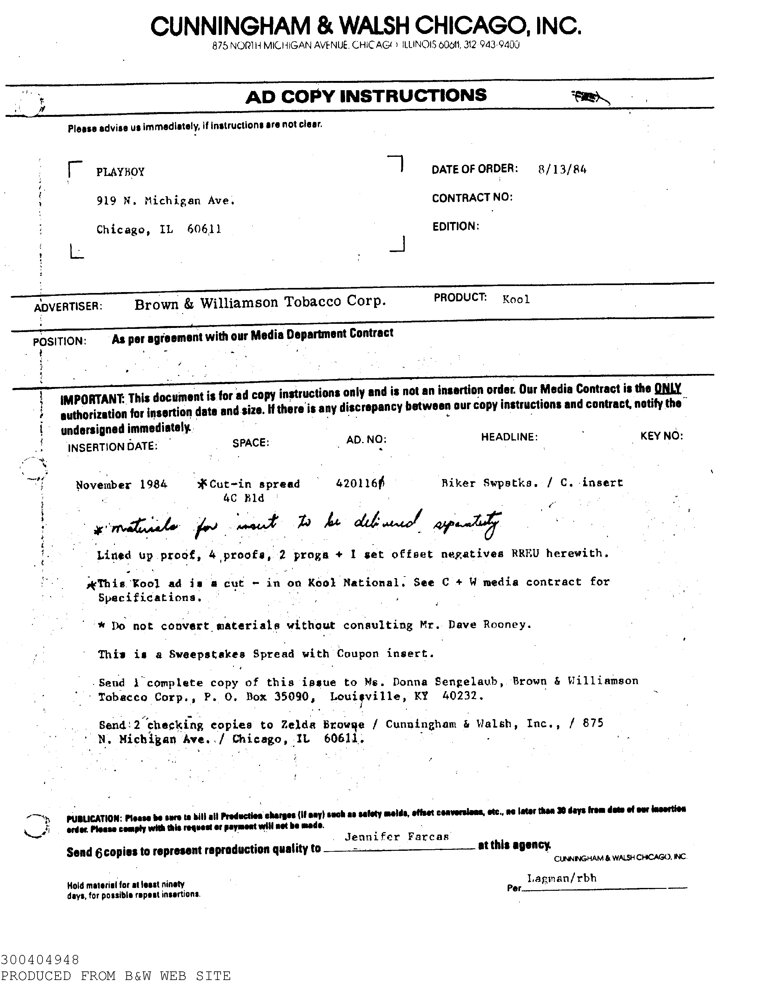 CUNNINGHAM & WALSH CHICAGO, INC.
875 NORTH MICHIGAN AVENUE, CHICAGO ILLINOIS 60611, 312-943-9400
AD COPY INSTRUCTIONS
Please advise us immediately, if instructions are not clear.
PLAYBOY
DATE OF ORDER: 8/13/84
919 N. Michigan Ave.
CONTRACT NO:
Chicago, IL 60611
EDITION:
ADVERTISER: Brown & Williamson Tobacco Corp. PRODUCT: Kool
POSITION: As per agreement with our Media Department Contract
IMPORTANT: This document is for ad copy instructions only and is not an insertion order. Our Media Contract is the ONLY
authorization for insertion date and size. If there is any discrepancy between our copy instructions and contract, notify the
undersigned immediately.
INSERTION DATE: SPACE: AD. NO: HEADLINE: KEY NO:
November 1984 *Cut-in spread 420116 Biker Swpstks. / C. insert
4C Bld
* materials for insert to be delivered seperately
Lined up proof, 4 proofs, 2 progs + 1 set offset negatives RREU herewith.
*This Kool ad is a cut - in on Kool National. See C + W media contract for
Specifications.
* Do not convert materials without consulting Mr. Dave Rooney.
This is a Sweepstakes Spread with Coupon insert.
Send 1 complete copy of this issue to Ms. Donna Sengelaub, Brown & Williamson
Tobacco Corp., P. O. Box 35090, Louisville, KY 40232.
Send 2 checking copies to Zelda Browne / Cunningham & Walsh, Inc., / 875
N. Michigan Ave. / Chicago, IL 60611.
PUBLICATION: Please be sure to bill all Production charges (if any) such as safety molds, offset conversions, etc., no later than 30 days from date of our insertion
order. Please comply with this request or payment will not be made.
Send 6 copies to represent reproduction quality to Jennifer Farcas at this agency.
CUNNINGHAM & WALSH CHICAGO, INC.
Hold material for at least ninety
days, for possible repeat insertions.
Per Lagman/rbh
300404948
PRODUCED FROM B&W WEB SITE